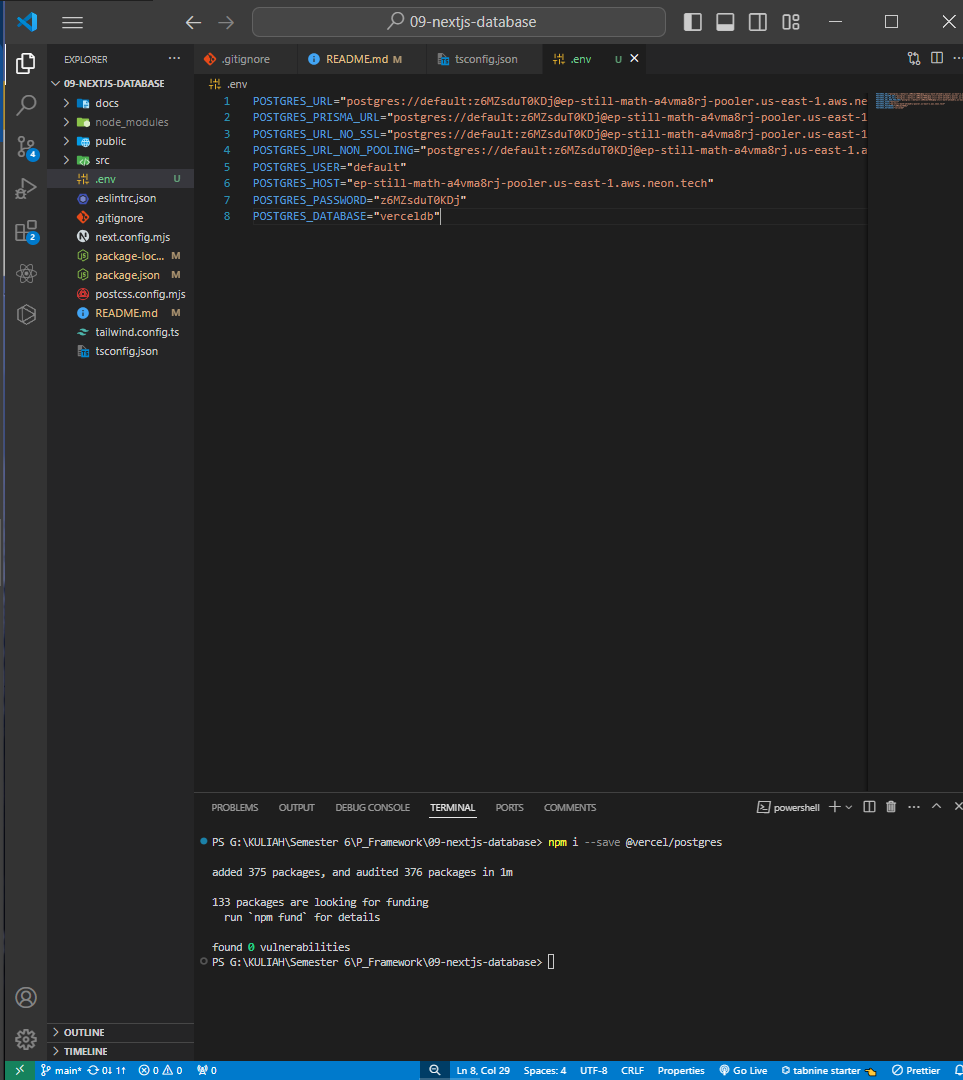 09-nextjs-database
EXPLORER
.gitignore
README.md M
tsconfig.json
.env U
09-NEXTJS-DATABASE
docs
node_modules
public
src
.env U
.eslintrc.json
.gitignore
next.config.mjs
package-loc... M
package.json M
postcss.config.mjs
README.md M
tailwind.config.ts
tsconfig.json
4
2
.env
1 POSTGRES_URL="postgres://default:z6MZsduT0KDj@ep-still-math-a4vma8rj-pooler.us-east-1.aws.ne
2 POSTGRES_PRISMA_URL="postgres://default:z6MZsduT0KDj@ep-still-math-a4vma8rj-pooler.us-east-1
3 POSTGRES_URL_NO_SSL="postgres://default:z6MZsduT0KDj@ep-still-math-a4vma8rj-pooler.us-east-1
4 POSTGRES_URL_NON_POOLING="postgres://default:z6MZsduT0KDj@ep-still-math-a4vma8rj.us-east-1.a
5 POSTGRES_USER="default"
6 POSTGRES_HOST="ep-still-math-a4vma8rj-pooler.us-east-1.aws.neon.tech"
7 POSTGRES_PASSWORD="z6MZsduT0KDj"
8 POSTGRES_DATABASE="verceldb"
PROBLEMS OUTPUT DEBUG CONSOLE TERMINAL PORTS COMMENTS
powershell
PS G:\KULIAH\Semester 6\P_Framework\09-nextjs-database> npm i --save @vercel/postgres
added 375 packages, and audited 376 packages in 1m
133 packages are looking for funding
run `npm fund` for details
found 0 vulnerabilities
PS G:\KULIAH\Semester 6\P_Framework\09-nextjs-database>
OUTLINE
TIMELINE
main* 0↓ 1↑ 0 0 0 Ln 8, Col 29 Spaces: 4 UTF-8 CRLF Properties Go Live tabnine starter Prettier